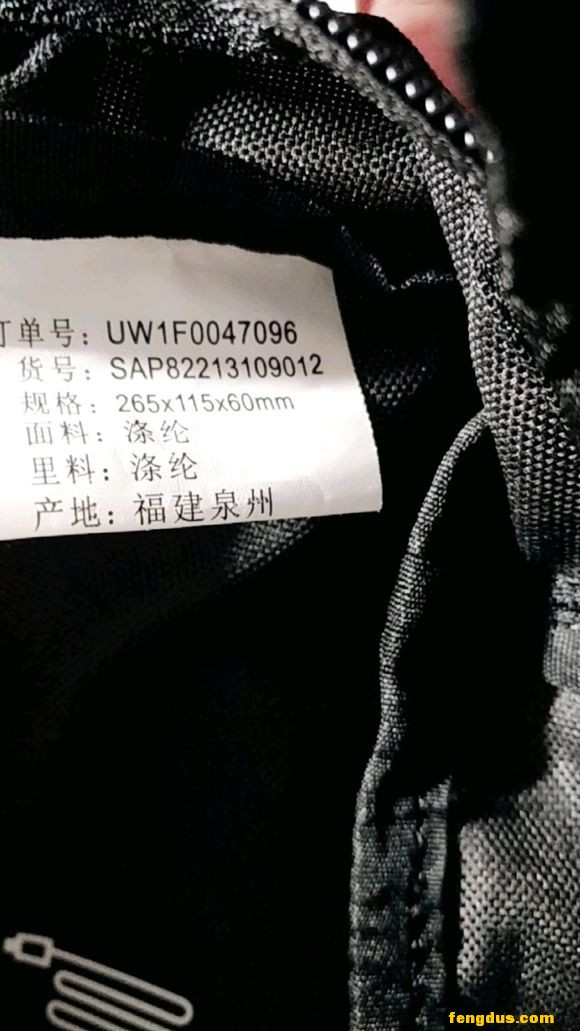 订单号：UW1F0047096
货号：SAP82213109012
规格：265x115x60mm
面料：涤纶
里料：涤纶
产地：福建泉州
fengdus.com